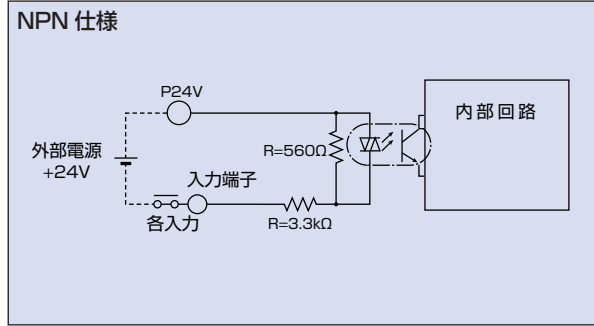 NPN 仕様
P24V
内部回路
外部電源
+24V
R=560Ω
入力端子
各入力
R=3.3kΩ